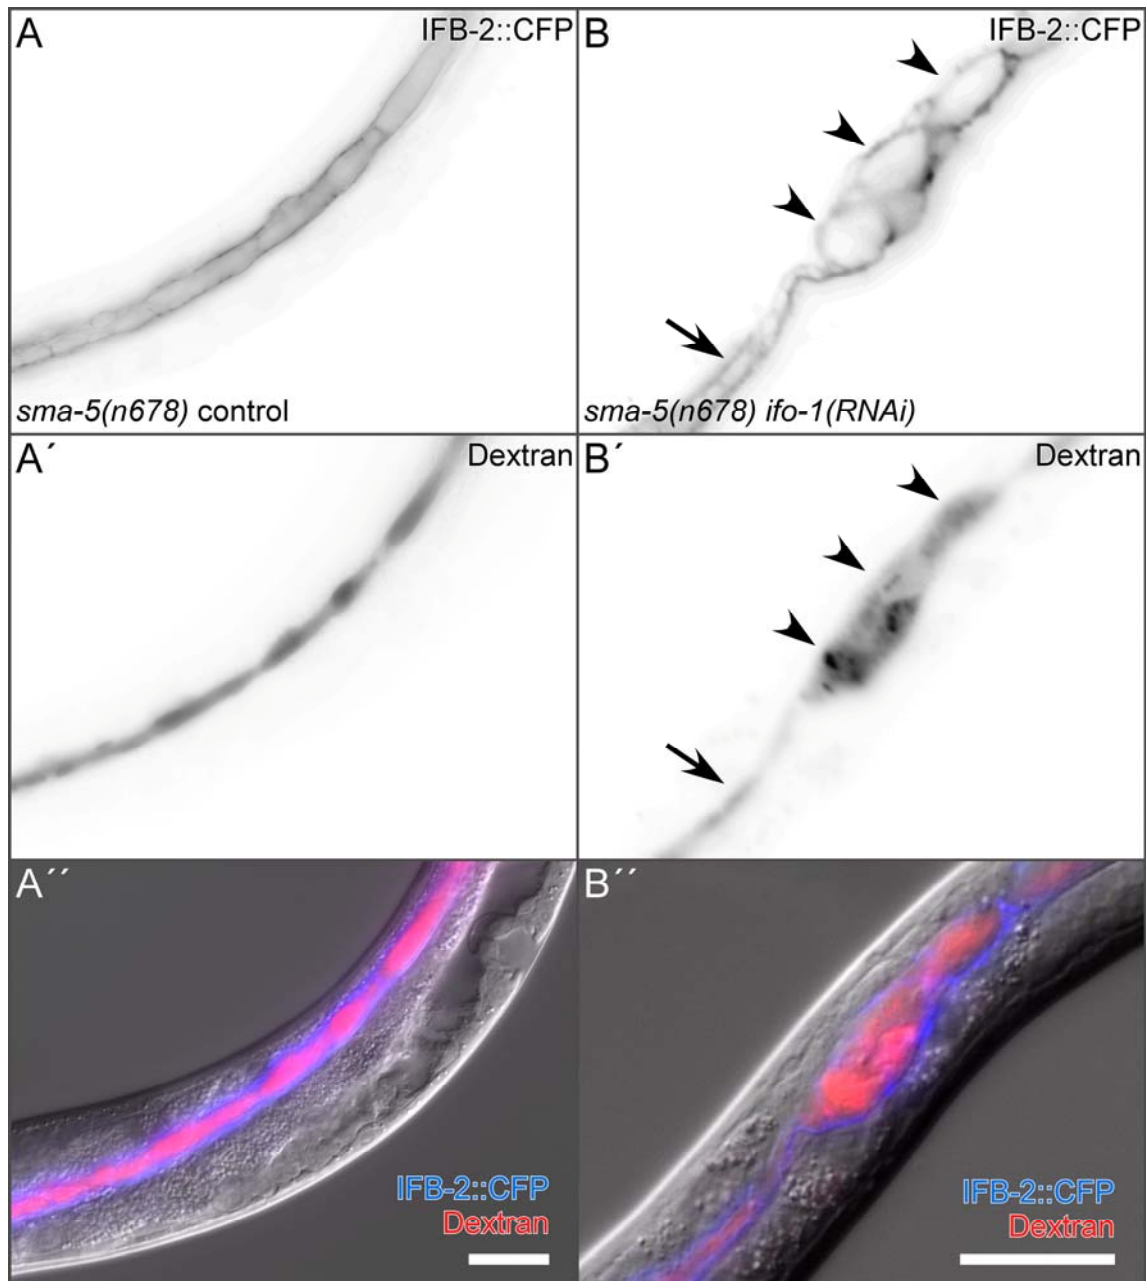 A
IFB-2::CFP
sma-5(n678) control
B
IFB-2::CFP
sma-5(n678) ifo-1(RNAi)
A´
Dextran
B´
Dextran
A´´
IFB-2::CFP
Dextran
B´´
IFB-2::CFP
Dextran